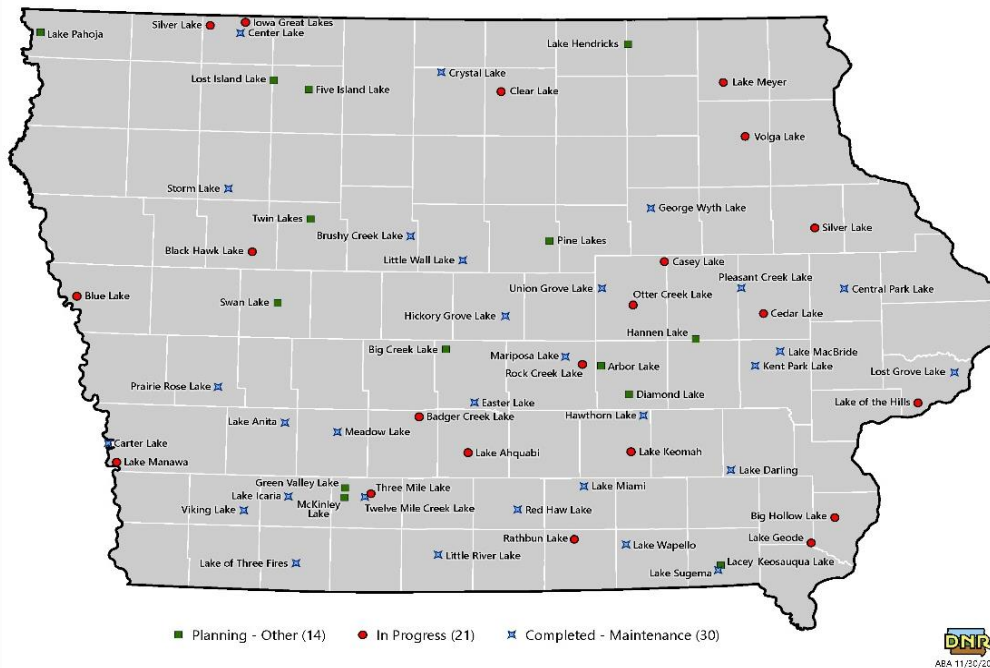 Silver Lake
Iowa Great Lakes
Center Lake
Lake Pahoja
Lake Hendricks
Lost Island Lake
Five Island Lake
Crystal Lake
Clear Lake
Lake Meyer
Volga Lake
Storm Lake
Twin Lakes
George Wyth Lake
Silver Lake
Black Hawk Lake
Brushy Creek Lake
Little Wall Lake
Pine Lakes
Casey Lake
Blue Lake
Swan Lake
Union Grove Lake
Otter Creek Lake
Pleasant Creek Lake
Central Park Lake
Hickory Grove Lake
Cedar Lake
Hannen Lake
Big Creek Lake
Mariposa Lake
Rock Creek Lake
Arbor Lake
Lake MacBride
Kent Park Lake
Lost Grove Lake
Prairie Rose Lake
Diamond Lake
Easter Lake
Lake of the Hills
Lake Anita
Meadow Lake
Badger Creek Lake
Hawthorn Lake
Carter Lake
Lake Manawa
Lake Ahquabi
Lake Keomah
Lake Darling
Green Valley Lake
Three Mile Lake
Lake Icaria
McKinley
Lake
Twelve Mile Creek Lake
Viking Lake
Lake Miami
Red Haw Lake
Big Hollow Lake
Rathbun Lake
Lake Wapello
Lake Geode
Lake of Three Fires
Little River Lake
Lacey Keosauqua Lake
Lake Sugema
Planning - Other (14)
In Progress (21)
Completed - Maintenance (30)
DNR
ABA 11/30/20